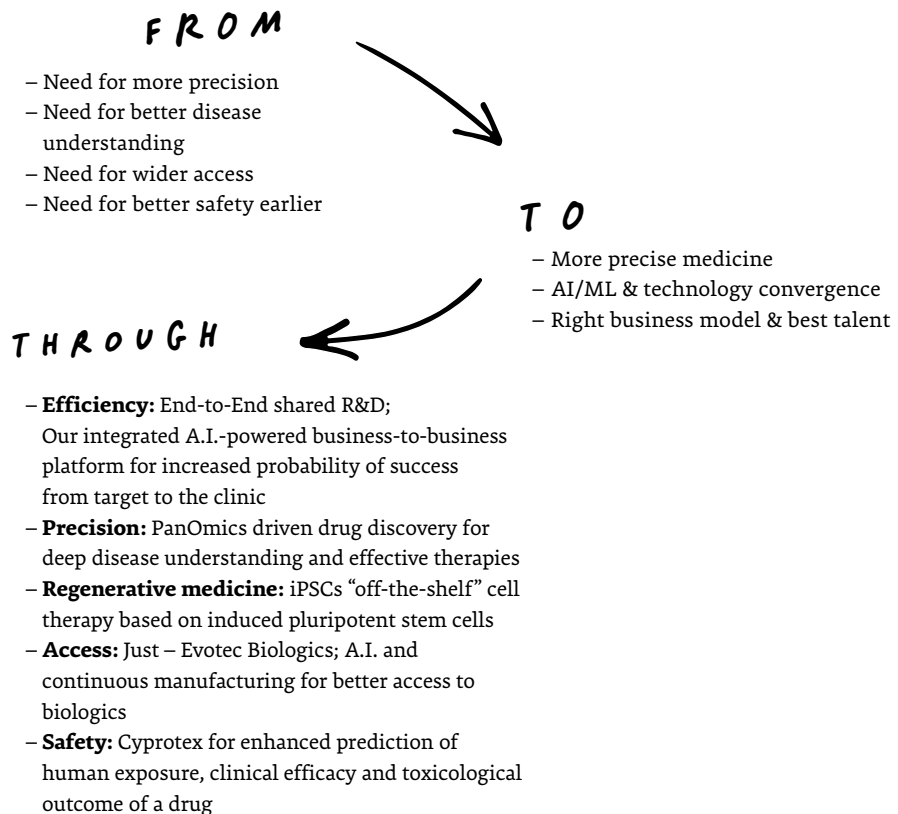 FROM
– Need for more precision
– Need for better disease
understanding
– Need for wider access
– Need for better safety earlier
TO
– More precise medicine
– AI/ML & technology convergence
– Right business model & best talent
THROUGH
– Efficiency: End-to-End shared R&D;
Our integrated A.I.-powered business-to-business
platform for increased probability of success
from target to the clinic
– Precision: PanOmics driven drug discovery for
deep disease understanding and effective therapies
– Regenerative medicine: iPSCs “off-the-shelf” cell
therapy based on induced pluripotent stem cells
– Access: Just – Evotec Biologics; A.I. and
continuous manufacturing for better access to
biologics
– Safety: Cyprotex for enhanced prediction of
human exposure, clinical efficacy and toxicological
outcome of a drug